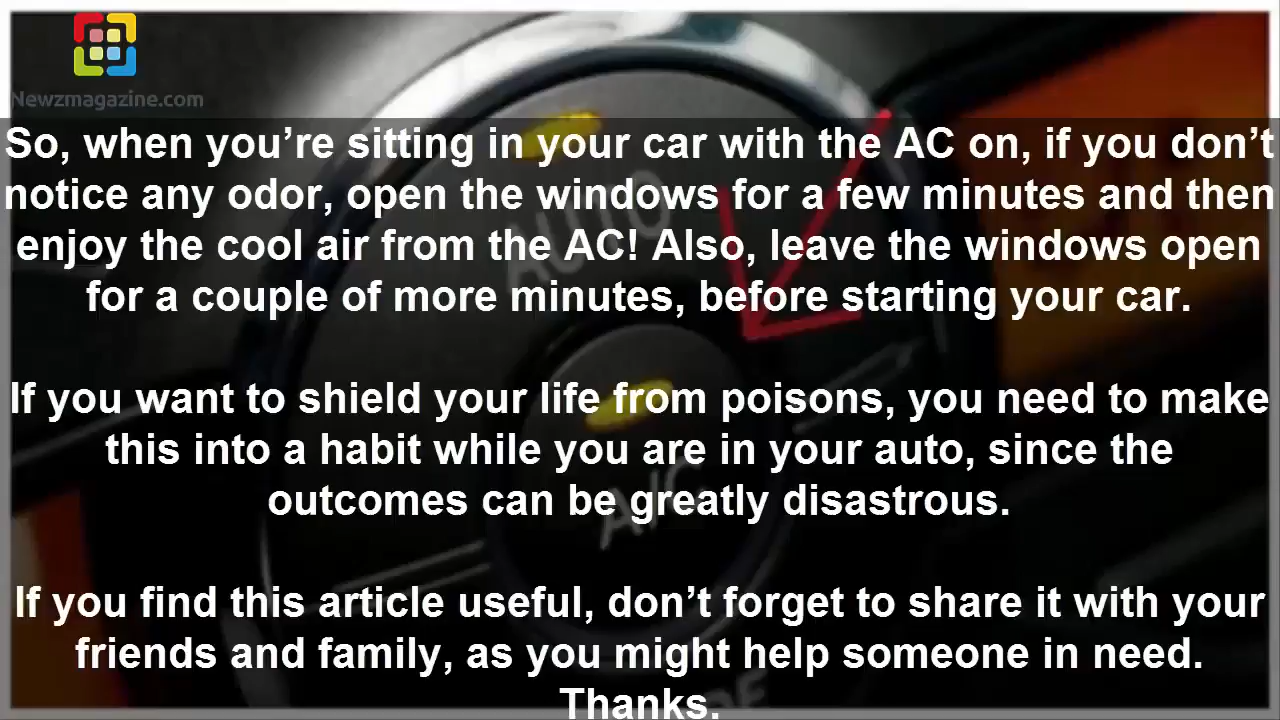 Newzmagazine.com
So, when you’re sitting in your car with the AC on, if you don’t
notice any odor, open the windows for a few minutes and then
enjoy the cool air from the AC! Also, leave the windows open
for a couple of more minutes, before starting your car.
If you want to shield your life from poisons, you need to make
this into a habit while you are in your auto, since the
outcomes can be greatly disastrous.
If you find this article useful, don’t forget to share it with your
friends and family, as you might help someone in need.
Thanks.
AUTO
A/C